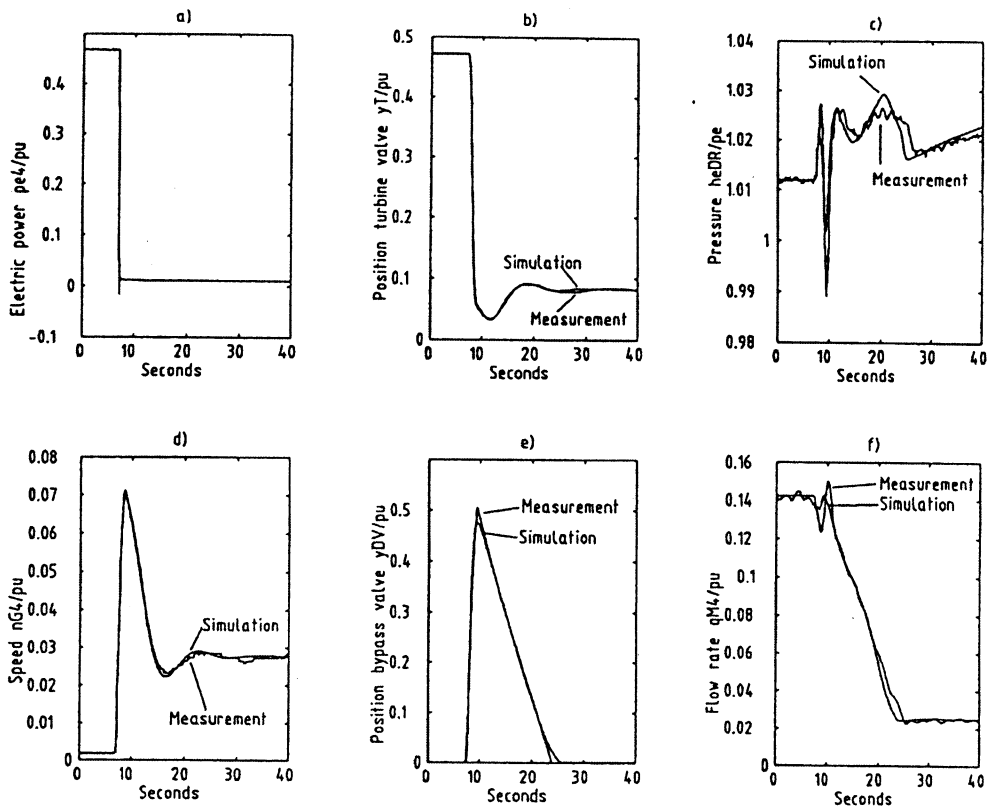 a)
Electric power pe4/pu
0.4
0.3
0.2
0.1
0
-0.1
0
10
20
30
40
Seconds
b)
Position turbine valve yT/pu
0.5
0.4
0.3
0.2
0.1
0
Simulation
Measurement
0
10
20
30
40
Seconds
c)
Pressure heDR/pe
1.04
1.03
1.02
1.01
1
0.99
0.98
Simulation
Measurement
0
10
20
30
40
Seconds
d)
Speed nG4/pu
0.08
0.07
0.06
0.05
0.04
0.03
0.02
0.01
0
Simulation
Measurement
0
10
20
30
40
Seconds
e)
Position bypass valve yDV/pu
0.5
0.4
0.3
0.2
0.1
0
Measurement
Simulation
0
10
20
30
40
Seconds
f)
Flow rate qM4/pu
0.16
0.14
0.12
0.1
0.08
0.06
0.04
0.02
0
Measurement
Simulation
0
10
20
30
40
Seconds